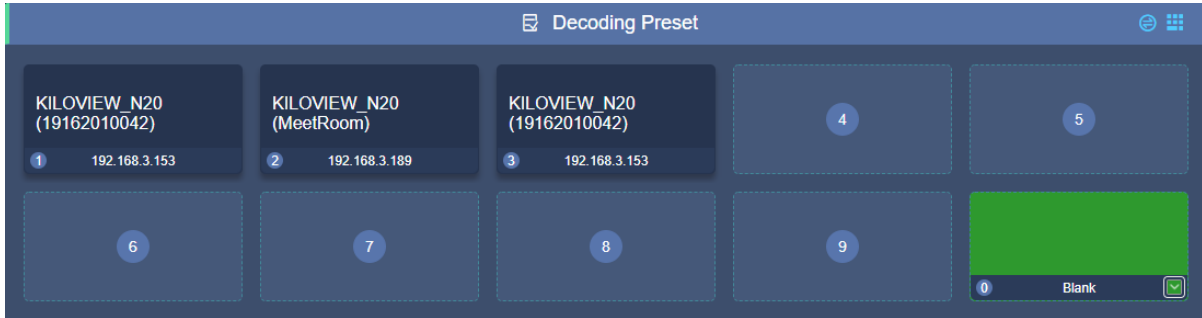 Decoding Preset
KILOVIEW_N20
(19162010042)
1 192.168.3.153
KILOVIEW_N20
(MeetRoom)
2 192.168.3.189
KILOVIEW_N20
(19162010042)
3 192.168.3.153
4
5
6
7
8
9
0 Blank